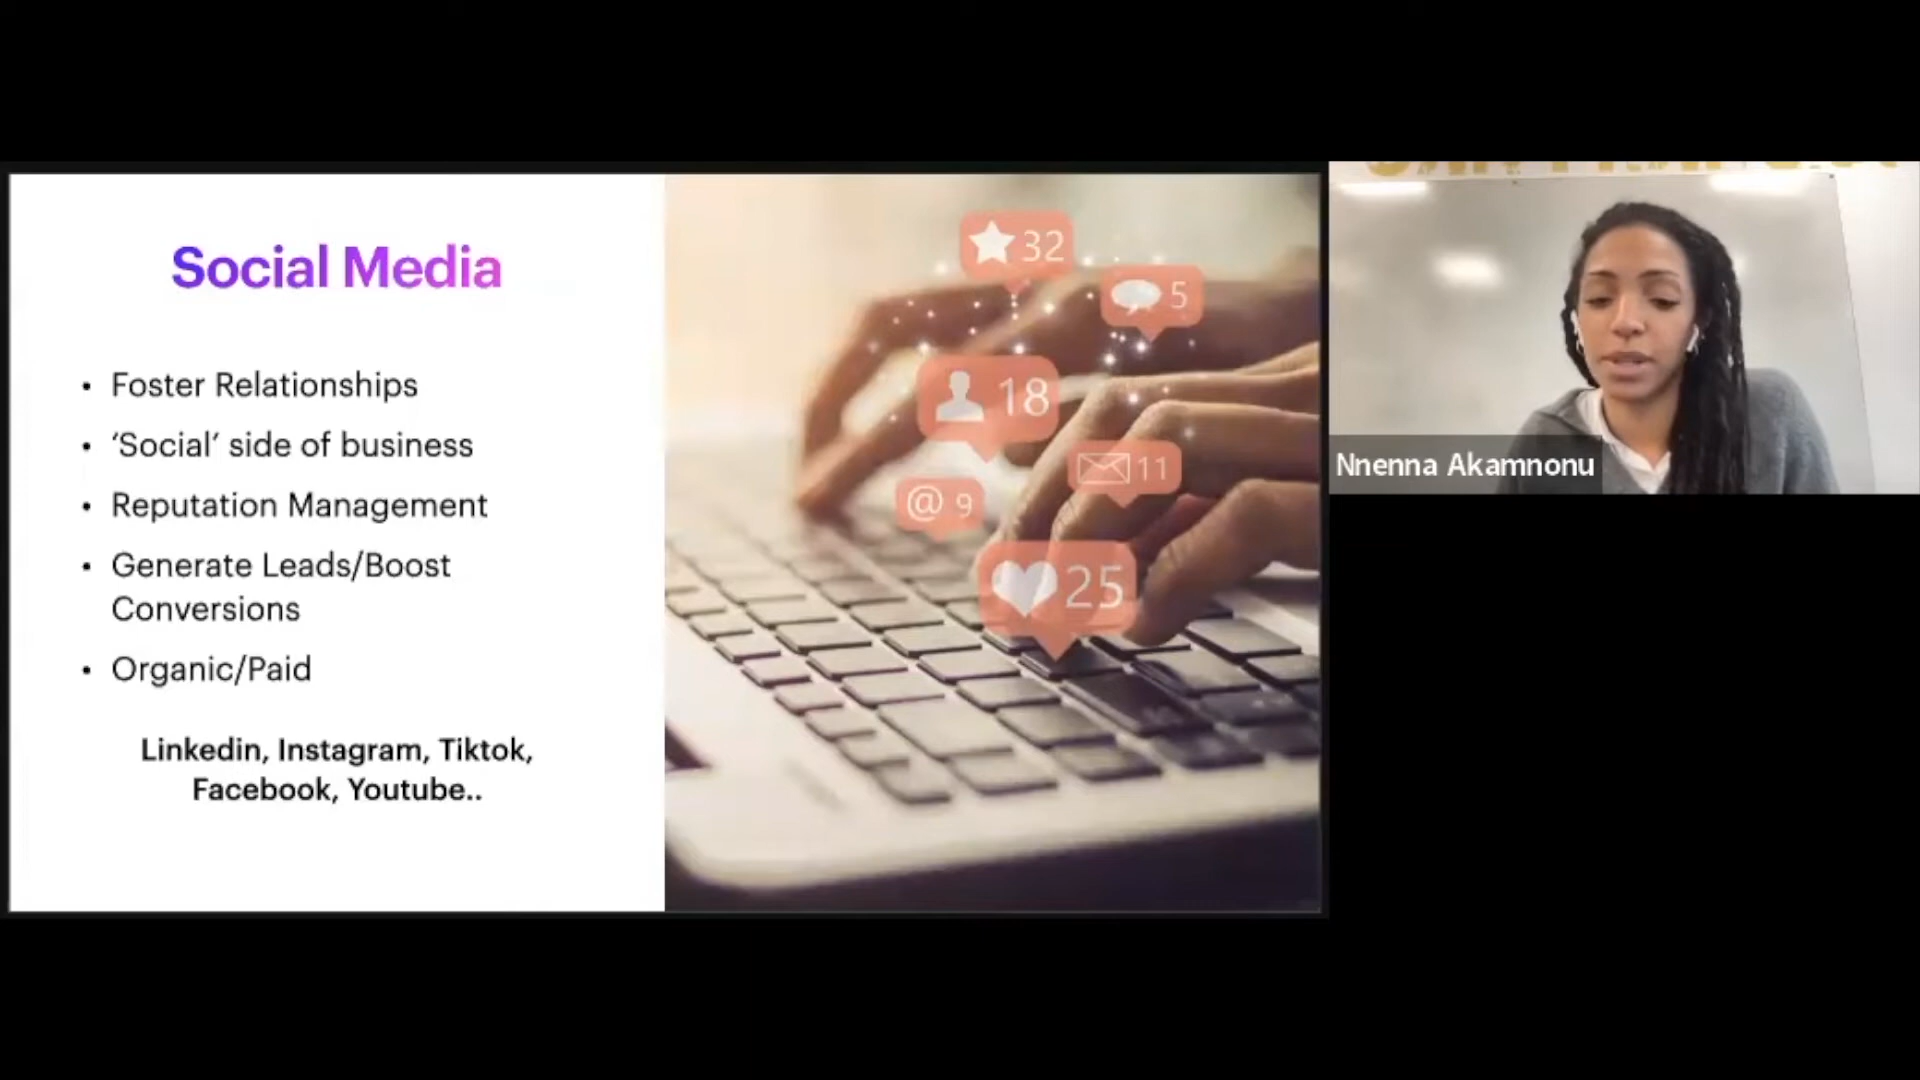 Social Media
• Foster Relationships
• ‘Social’ side of business
• Reputation Management
• Generate Leads/Boost
Conversions
• Organic/Paid
Linkedin, Instagram, Tiktok,
Facebook, Youtube..
32
5
18
11
@ 9
25
Nnenna Akamnonu